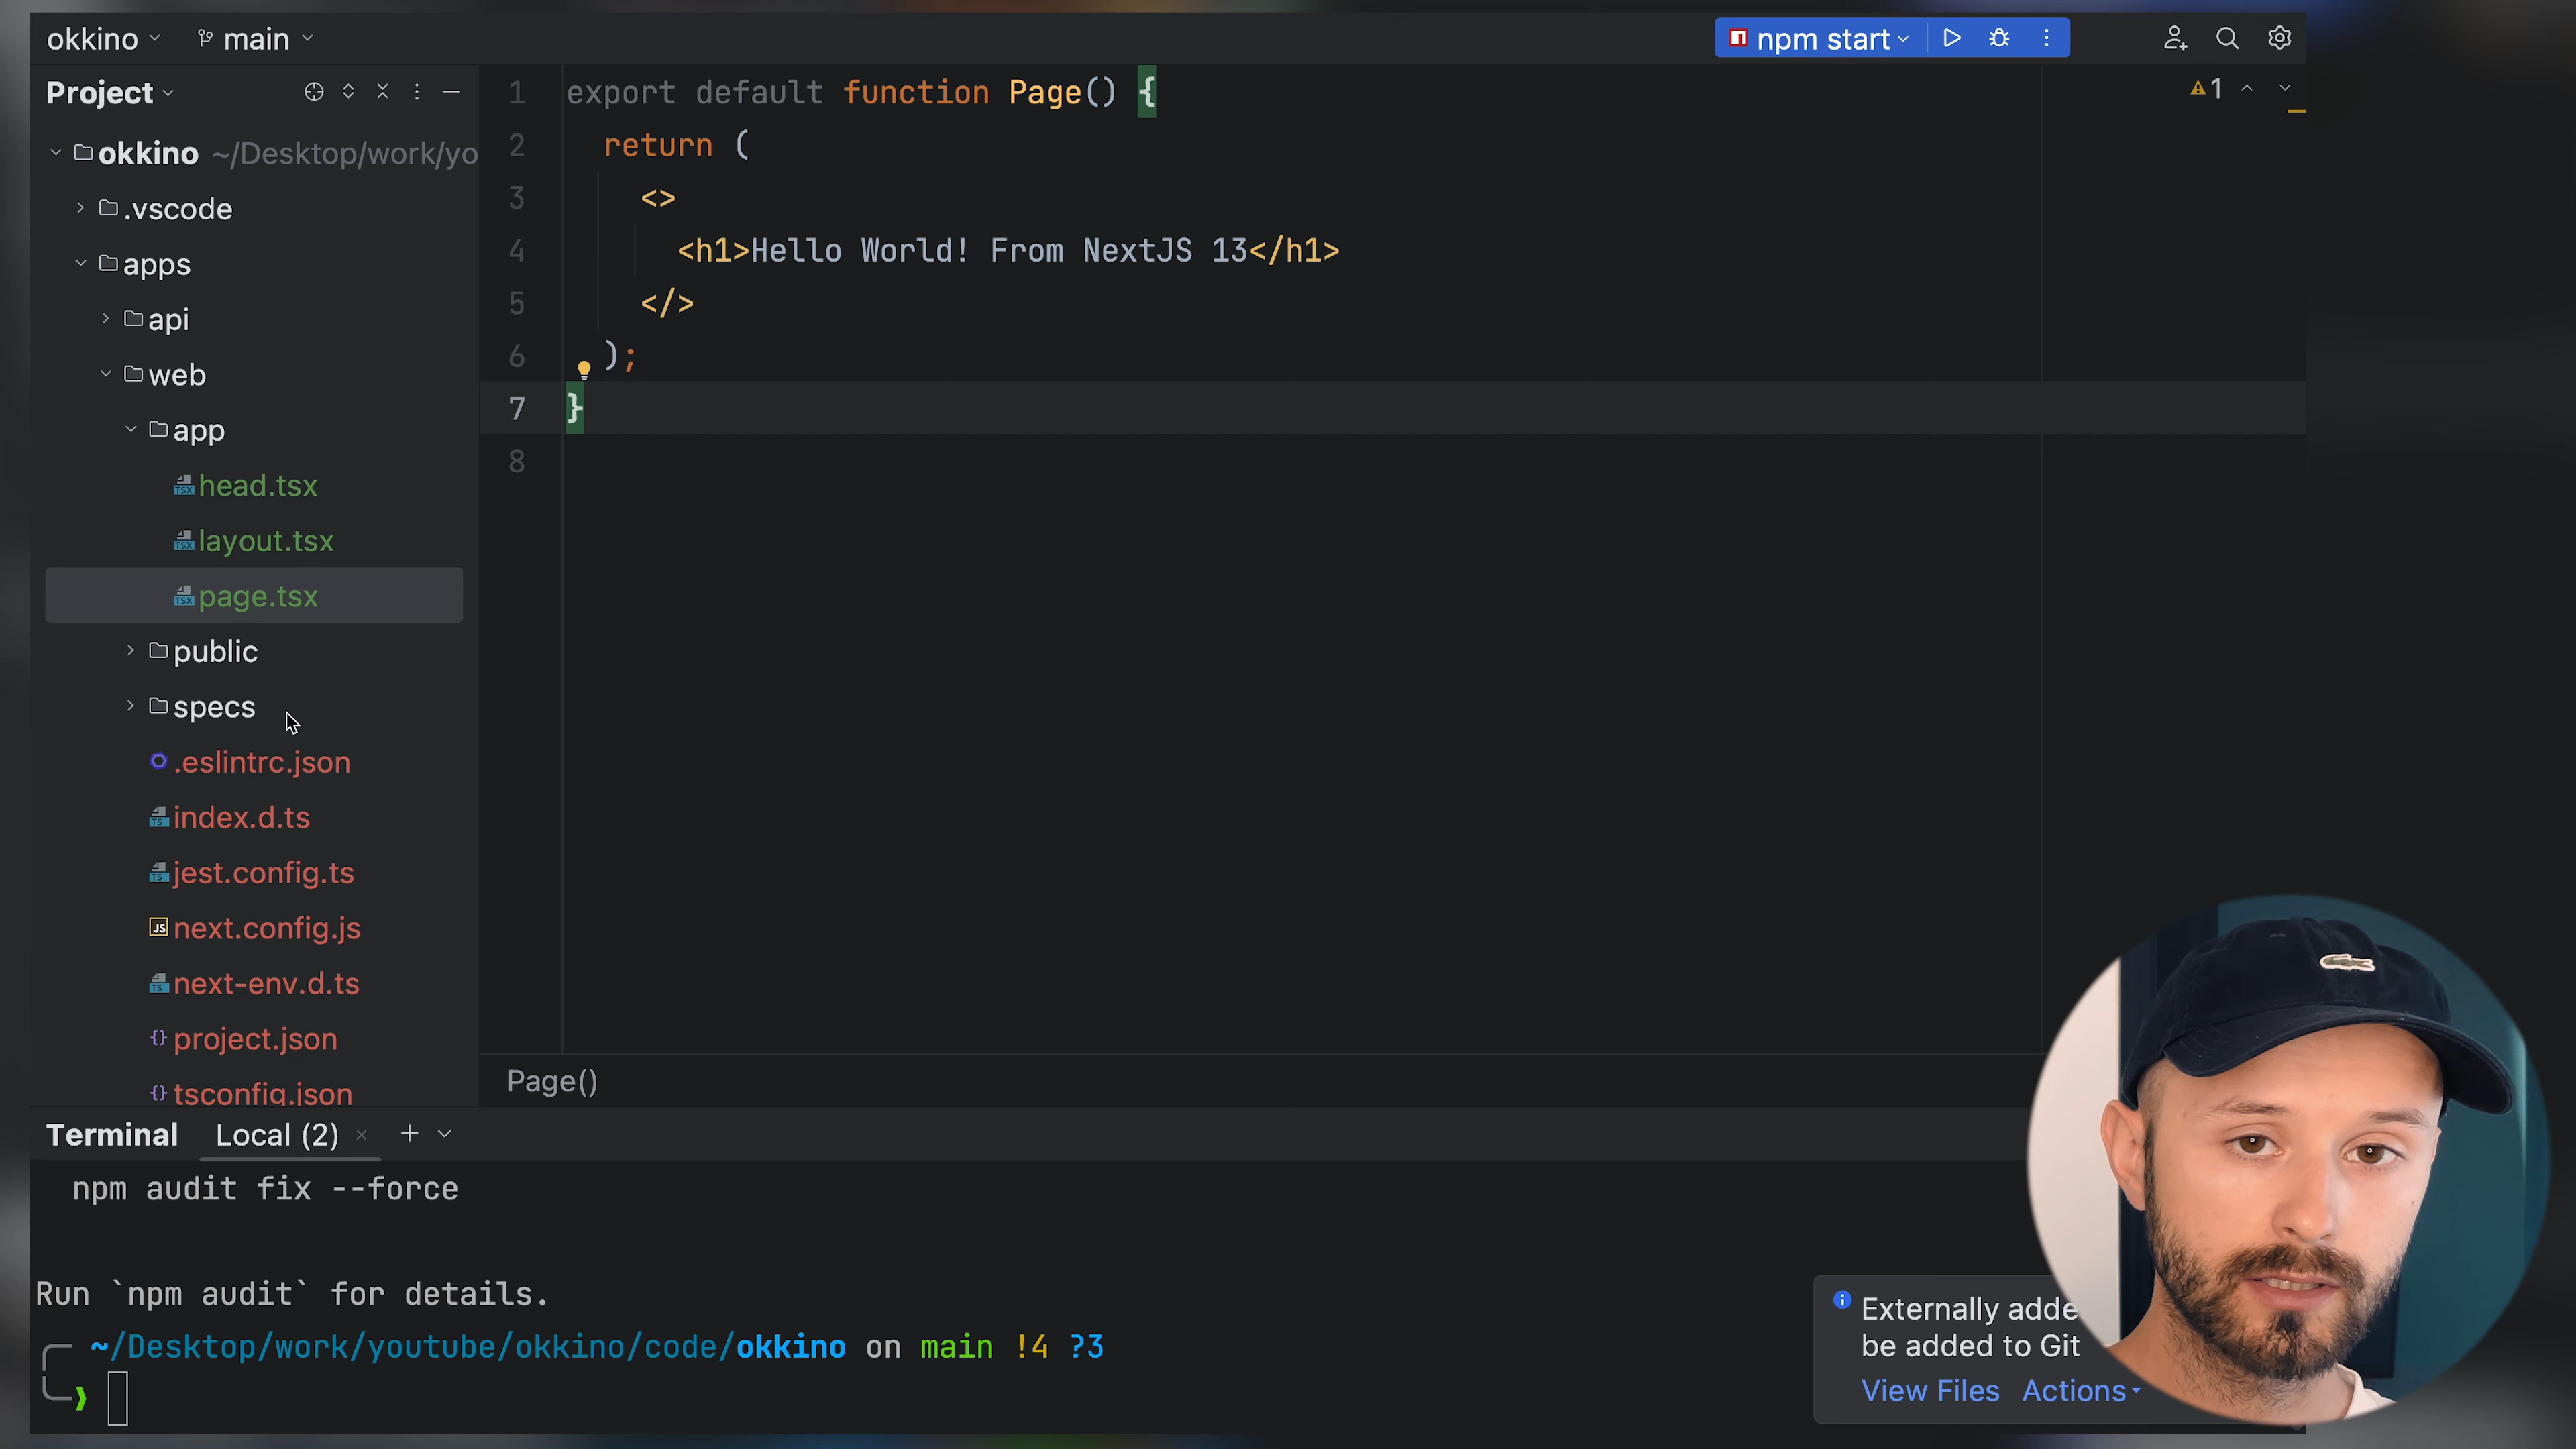 okkino
main
npm start
Project
1
okkino ~/Desktop/work/yo
.vscode
apps
api
web
app
head.tsx
layout.tsx
page.tsx
public
specs
.eslintrc.json
index.d.ts
jest.config.ts
next.config.js
next-env.d.ts
project.json
tsconfig.json
1 export default function Page() {
2 return (
3 <>
4 <h1>Hello World! From NextJS 13</h1>
5 </>
6 );
7 }
8
Page()
Terminal Local (2)
npm audit fix --force
Run `npm audit` for details.
~/Desktop/work/youtube/okkino/code/okkino on main !4 ?3
❯
Externally adde
be added to Git
View Files Actions